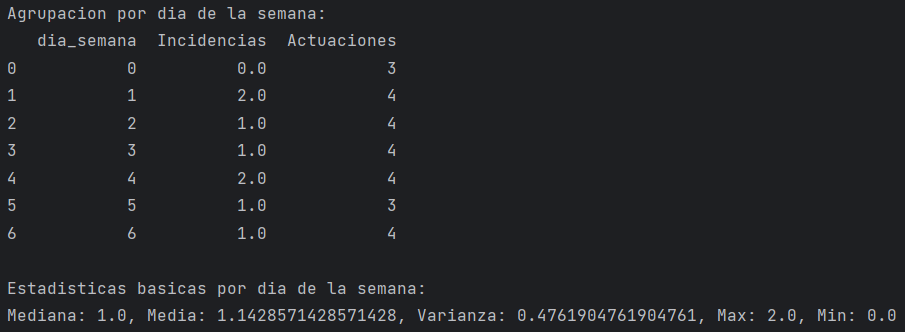 Agrupacion por dia de la semana:
dia_semana Incidencias Actuaciones
0 0 0.0 3
1 1 2.0 4
2 2 1.0 4
3 3 1.0 4
4 4 2.0 4
5 5 1.0 3
6 6 1.0 4
Estadisticas basicas por dia de la semana:
Mediana: 1.0, Media: 1.1428571428571428, Varianza: 0.4761904761904761, Max: 2.0, Min: 0.0